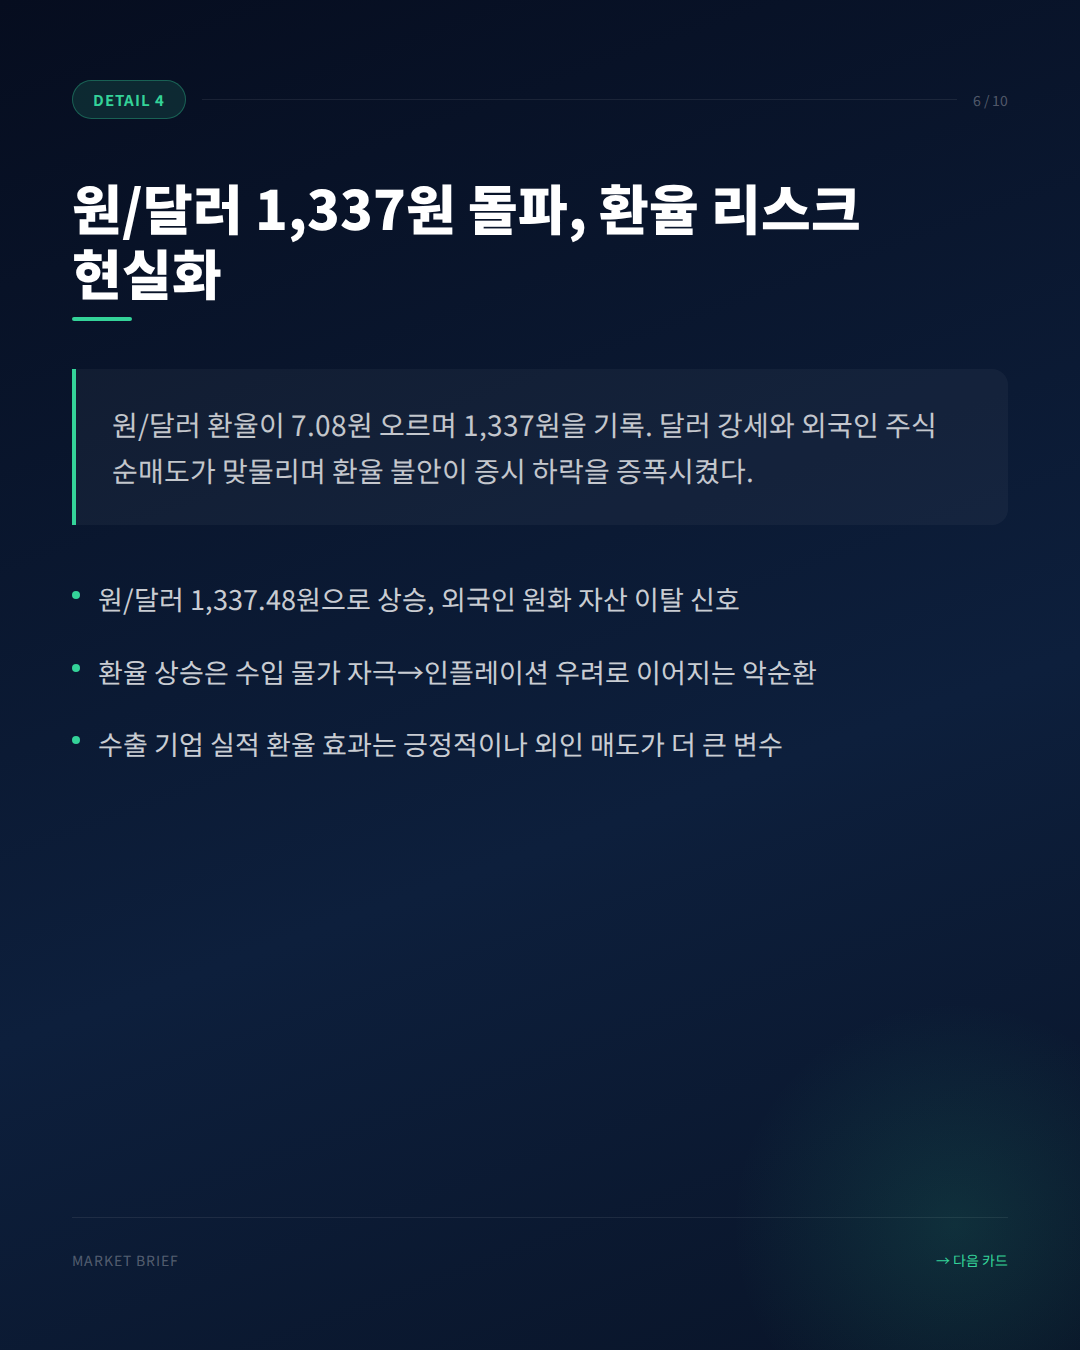 DETAIL 4
6 / 10
원/달러 1,337원 돌파, 환율 리스크
현실화
원/달러 환율이 7.08원 오르며 1,337원을 기록. 달러 강세와 외국인 주식
순매도가 맞물리며 환율 불안이 증시 하락을 증폭시켰다.
• 원/달러 1,337.48원으로 상승, 외국인 원화 자산 이탈 신호
• 환율 상승은 수입 물가 자극→인플레이션 우려로 이어지는 악순환
• 수출 기업 실적 환율 효과는 긍정적이나 외인 매도가 더 큰 변수
MARKET BRIEF
→ 다음 카드